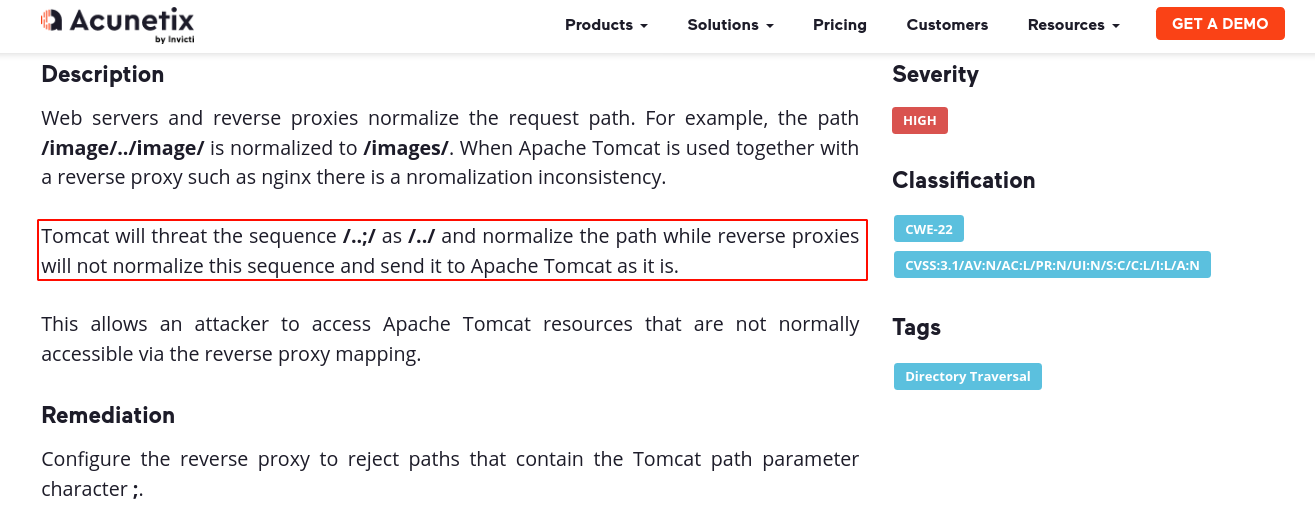 Acunetix
by Invicti
Products
Solutions
Pricing
Customers
Resources
GET A DEMO
Description
Web servers and reverse proxies normalize the request path. For example, the path
/image/../image/ is normalized to /images/. When Apache Tomcat is used together with
a reverse proxy such as nginx there is a nromalization inconsistency.
Tomcat will threat the sequence /..;/ as /../ and normalize the path while reverse proxies
will not normalize this sequence and send it to Apache Tomcat as it is.
This allows an attacker to access Apache Tomcat resources that are not normally
accessible via the reverse proxy mapping.
Remediation
Configure the reverse proxy to reject paths that contain the Tomcat path parameter
character ;.
Severity
HIGH
Classification
CWE-22
CVSS:3.1/AV:N/AC:L/PR:N/UI:N/S:C/C:L/I:L/A:N
Tags
Directory Traversal